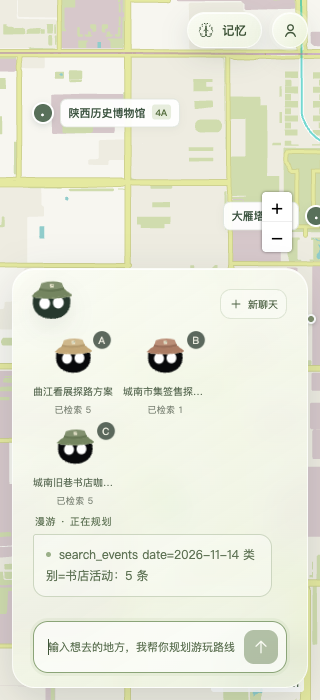 记忆
陕西历史博物馆 4A
大雁塔
+
−
+ 新聊天
A
B
曲江看展探路方案
城南市集签售探…
已检索 5
已检索 1
C
城南旧巷书店咖…
已检索 5
漫游 · 正在规划
search_events date=2026-11-14 类
别=书店活动：5 条
输入想去的地方，我帮你规划游玩路线